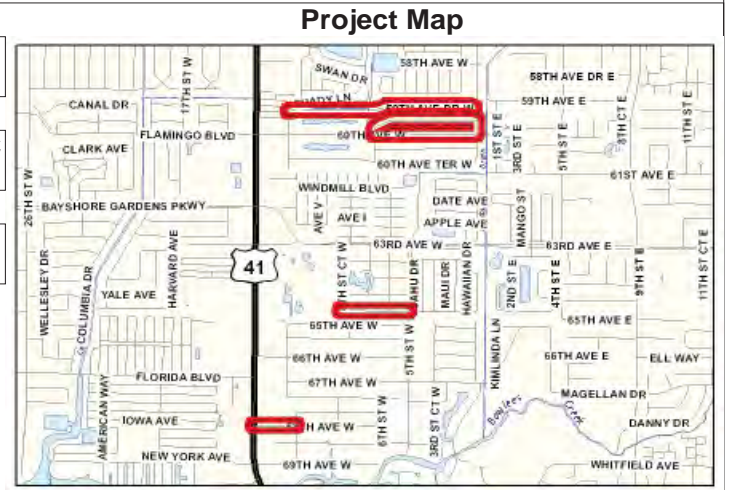 Project Map
SWAN DR
58TH AVE W
58TH AVE DR E
17TH ST W
CANAL DR
59TH AVE E
FLAMINGO BLVD
60TH AVE W
CLARK AVE
1ST ST E
3RD ST E
5TH ST E
8TH CT E
11TH ST E
60TH AVE TER W
61ST AVE E
26TH ST W
WINDMILL BLVD
BAYSHORE GARDENS PKWY
AVE V
AVE I
DATE AVE
APPLE AVE
MANGO ST
HARVARD AVE
63RD AVE W
63RD AVE E
41
WELLESLEY DR
COLUMBIA DR
YALE AVE
MAUI DR
HAWAIIAN DR
2ND ST E
4TH ST E
9TH ST E
11TH ST CT E
65TH AVE W
65TH AVE E
5TH ST W
KIMLINDA LN
66TH AVE W
66TH AVE E
ELL WAY
FLORIDA BLVD
67TH AVE W
AMERICAN WAY
MAGELLAN DR
IOWA AVE
H AVE W
6TH ST W
3RD ST CT W
Bowlees Creek
DANNY DR
NEW YORK AVE
69TH AVE W
WHITFIELD AVE